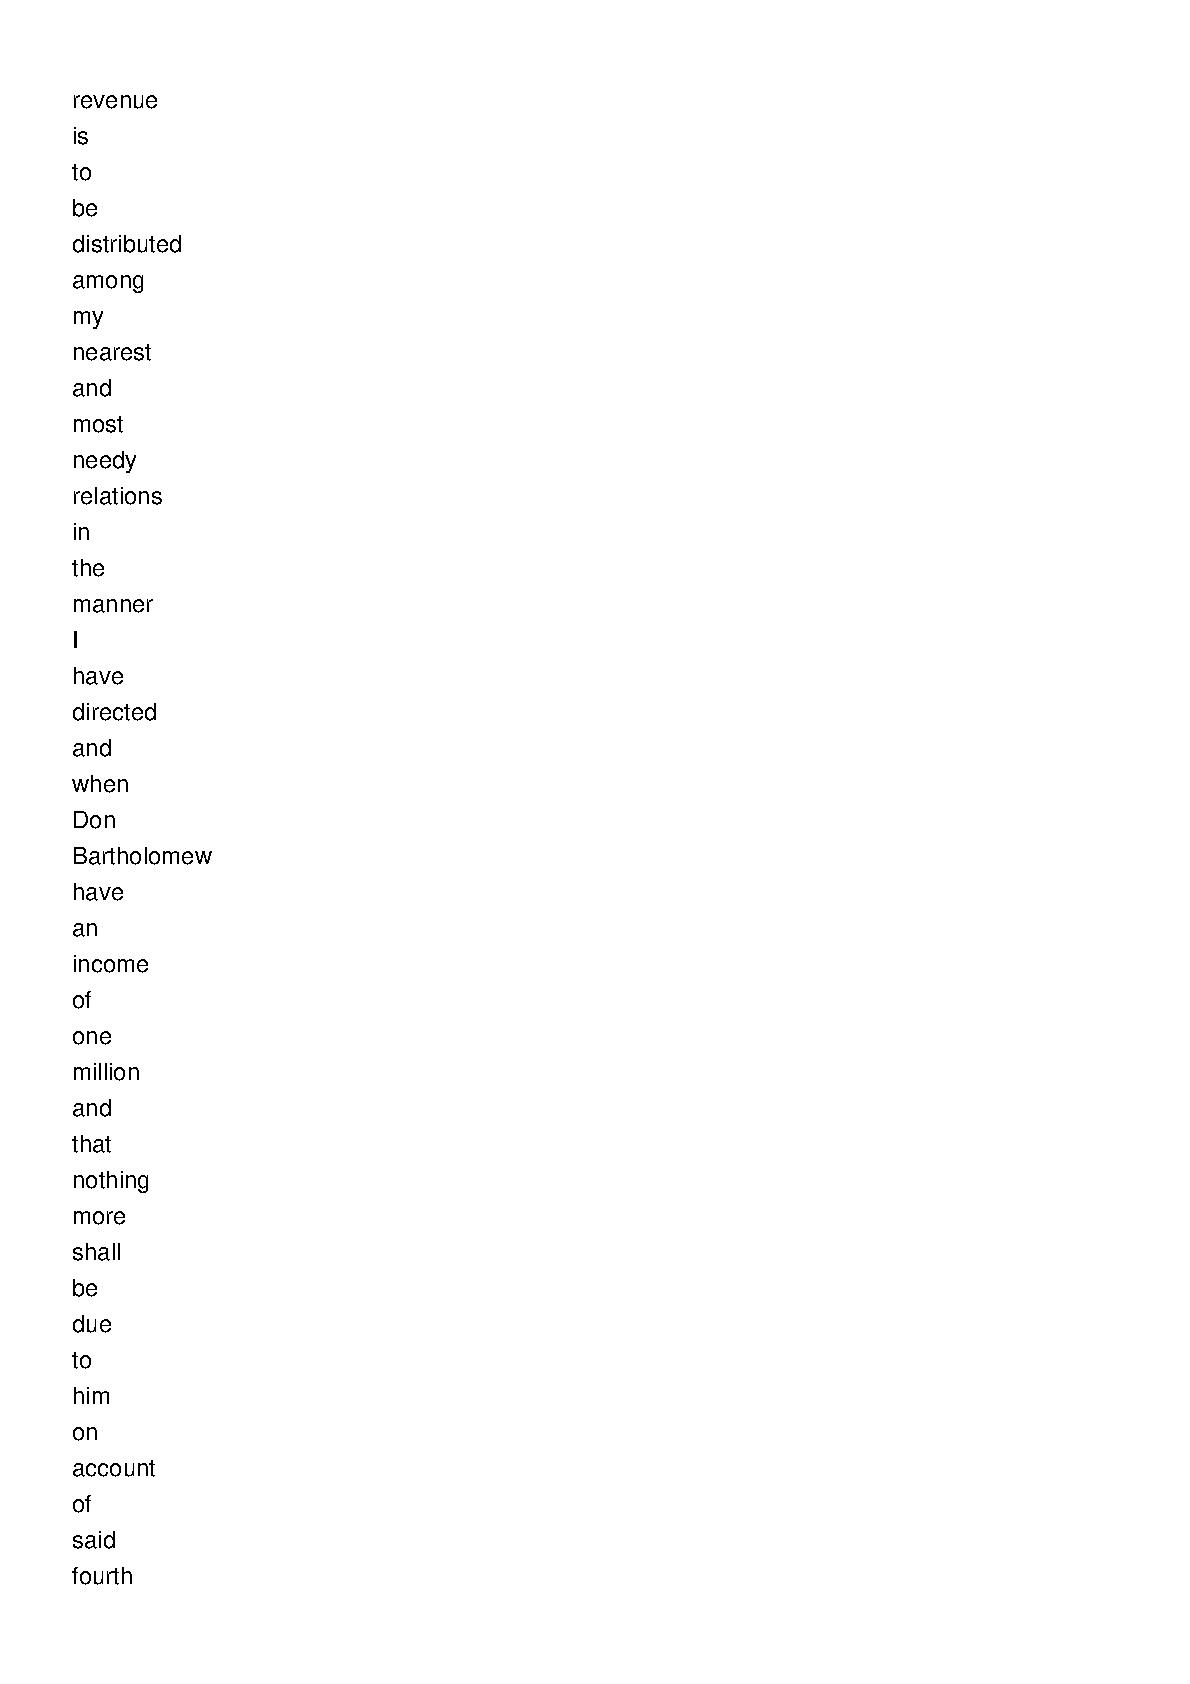 revenue
is
to
be
distributed
among
my
nearest
and
most
needy
relations
in
the
manner
I
have
directed
and
when
Don
Bartholomew
have
an
income
of
one
million
and
that
nothing
more
shall
be
due
to
him
on
account
of
said
fourth